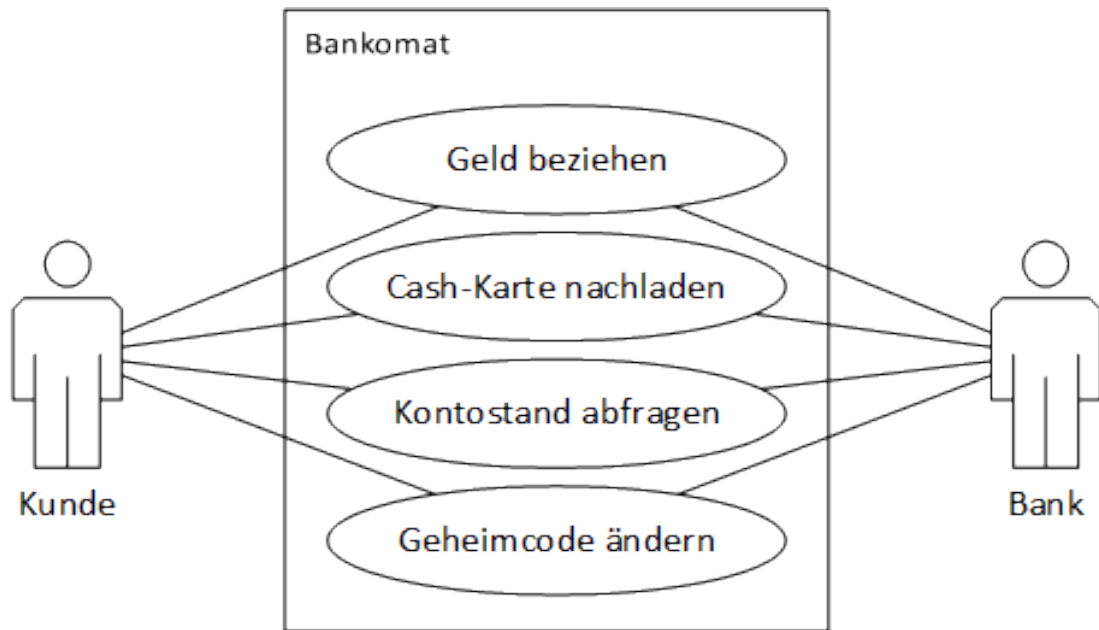 Bankomat
Geld beziehen
Cash-Karte nachladen
Kontostand abfragen
Geheimcode ändern
Kunde
Bank